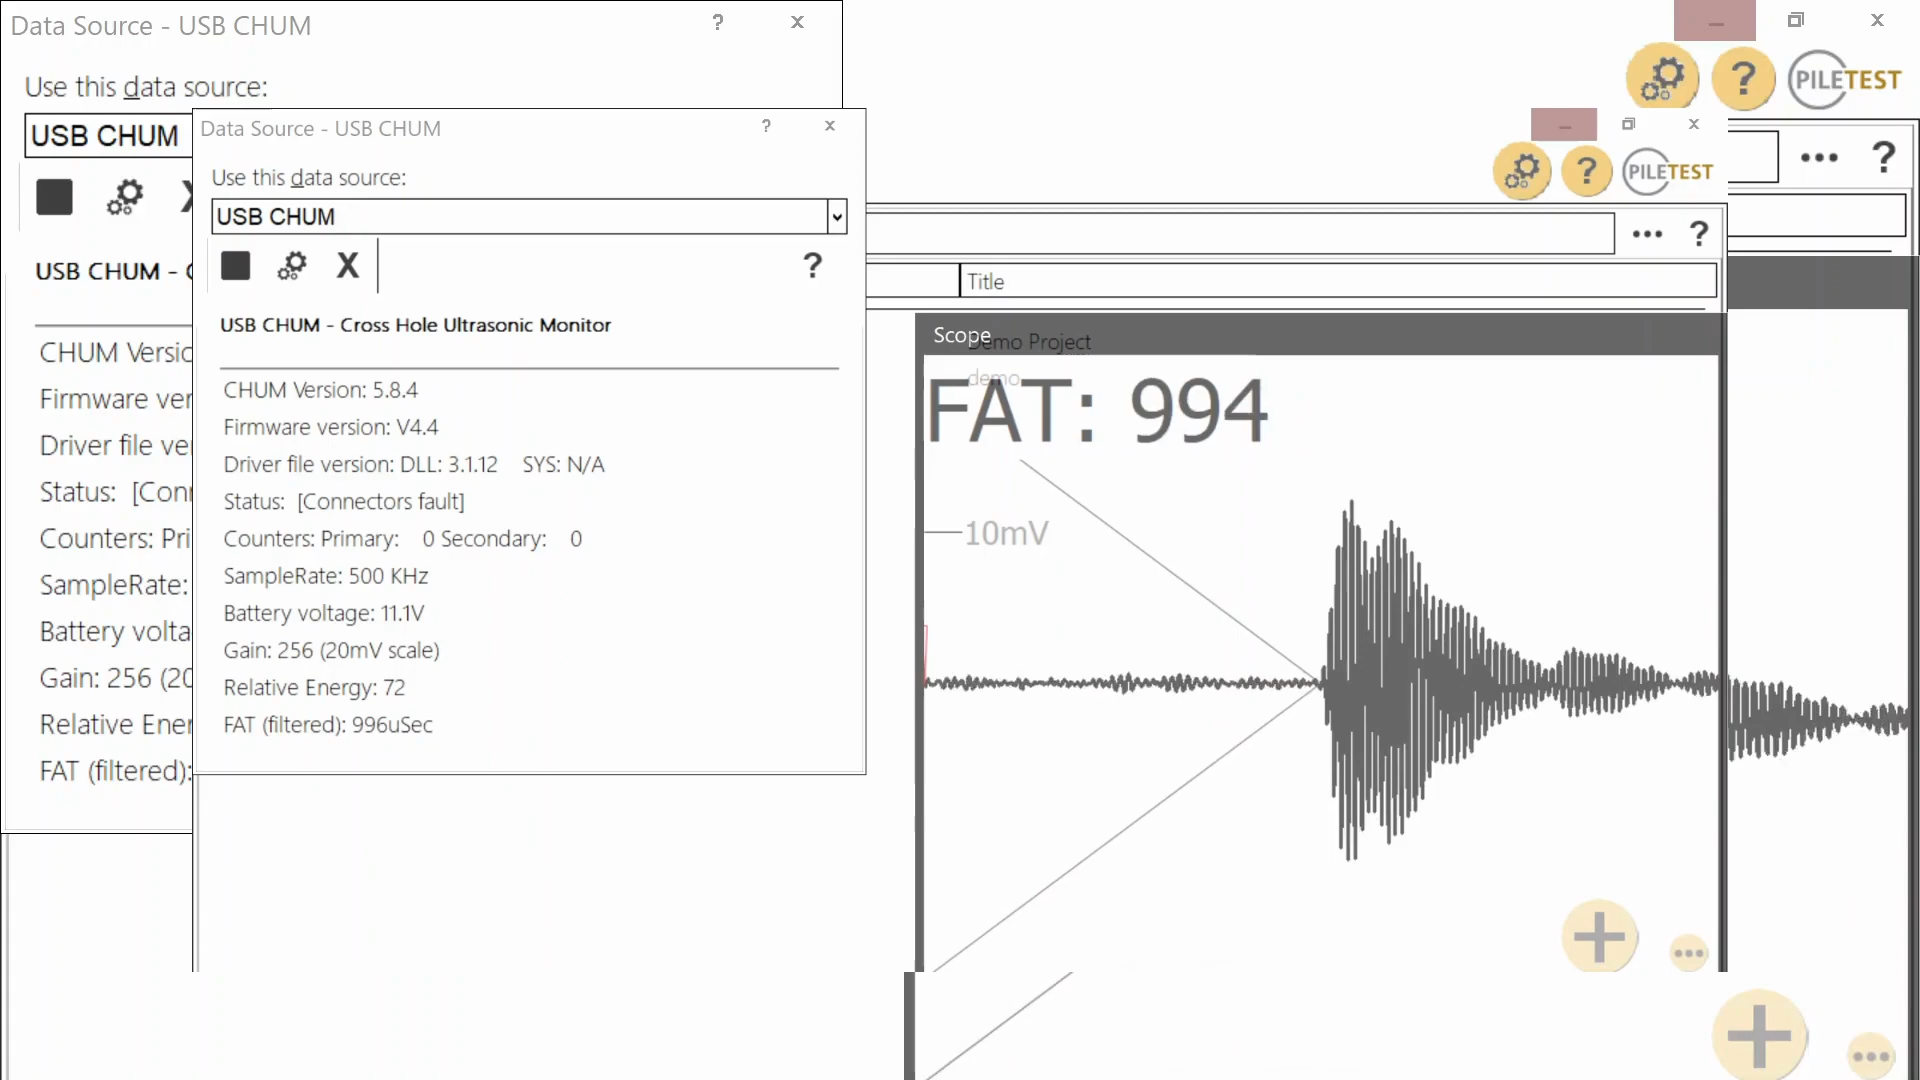 Data Source - USB CHUM
Use this data source:
USB CHUM
USB CHUM -
CHUM Versio
Firmware ver
Driver file ve
Status: [Con
Counters: Pri
SampleRate:
Battery volta
Gain: 256 (20
Relative Ener
FAT (filtered):
Data Source - USB CHUM
Use this data source:
USB CHUM
X
?
USB CHUM - Cross Hole Ultrasonic Monitor
CHUM Version: 5.8.4
Firmware version: V4.4
Driver file version: DLL: 3.1.12 SYS: N/A
Status: [Connectors fault]
Counters: Primary: 0 Secondary: 0
SampleRate: 500 KHz
Battery voltage: 11.1V
Gain: 256 (20mV scale)
Relative Energy: 72
FAT (filtered): 996uSec
PILETEST
PILETEST
Title
Scope
Demo Project
demo
FAT: 994
10mV